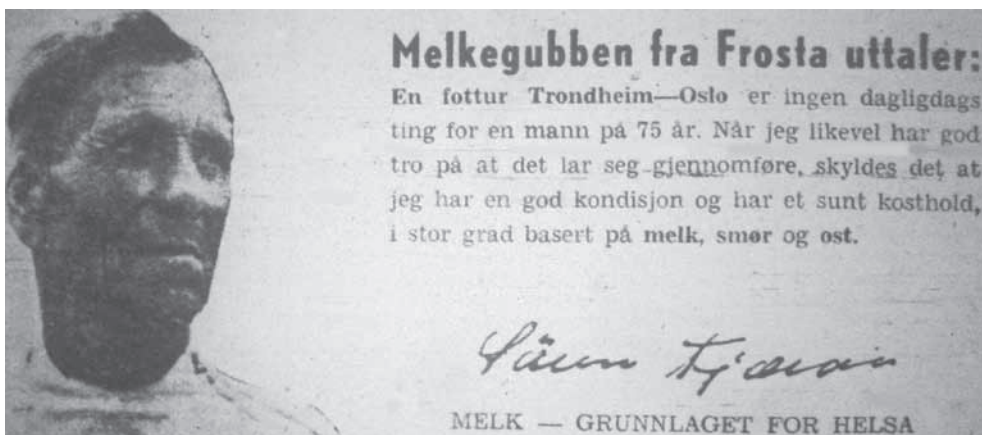 Melkegubben fra Frosta uttaler:
En fottur Trondheim—Oslo er ingen dagligdags
ting for en mann på 75 år. Når jeg likevel har god
tro på at det lar seg gjennomføre, skyldes det at
jeg har en god kondisjon og har et sunt kosthold,
i stor grad basert på melk, smør og ost.
MELK — GRUNNLAGET FOR HELSA